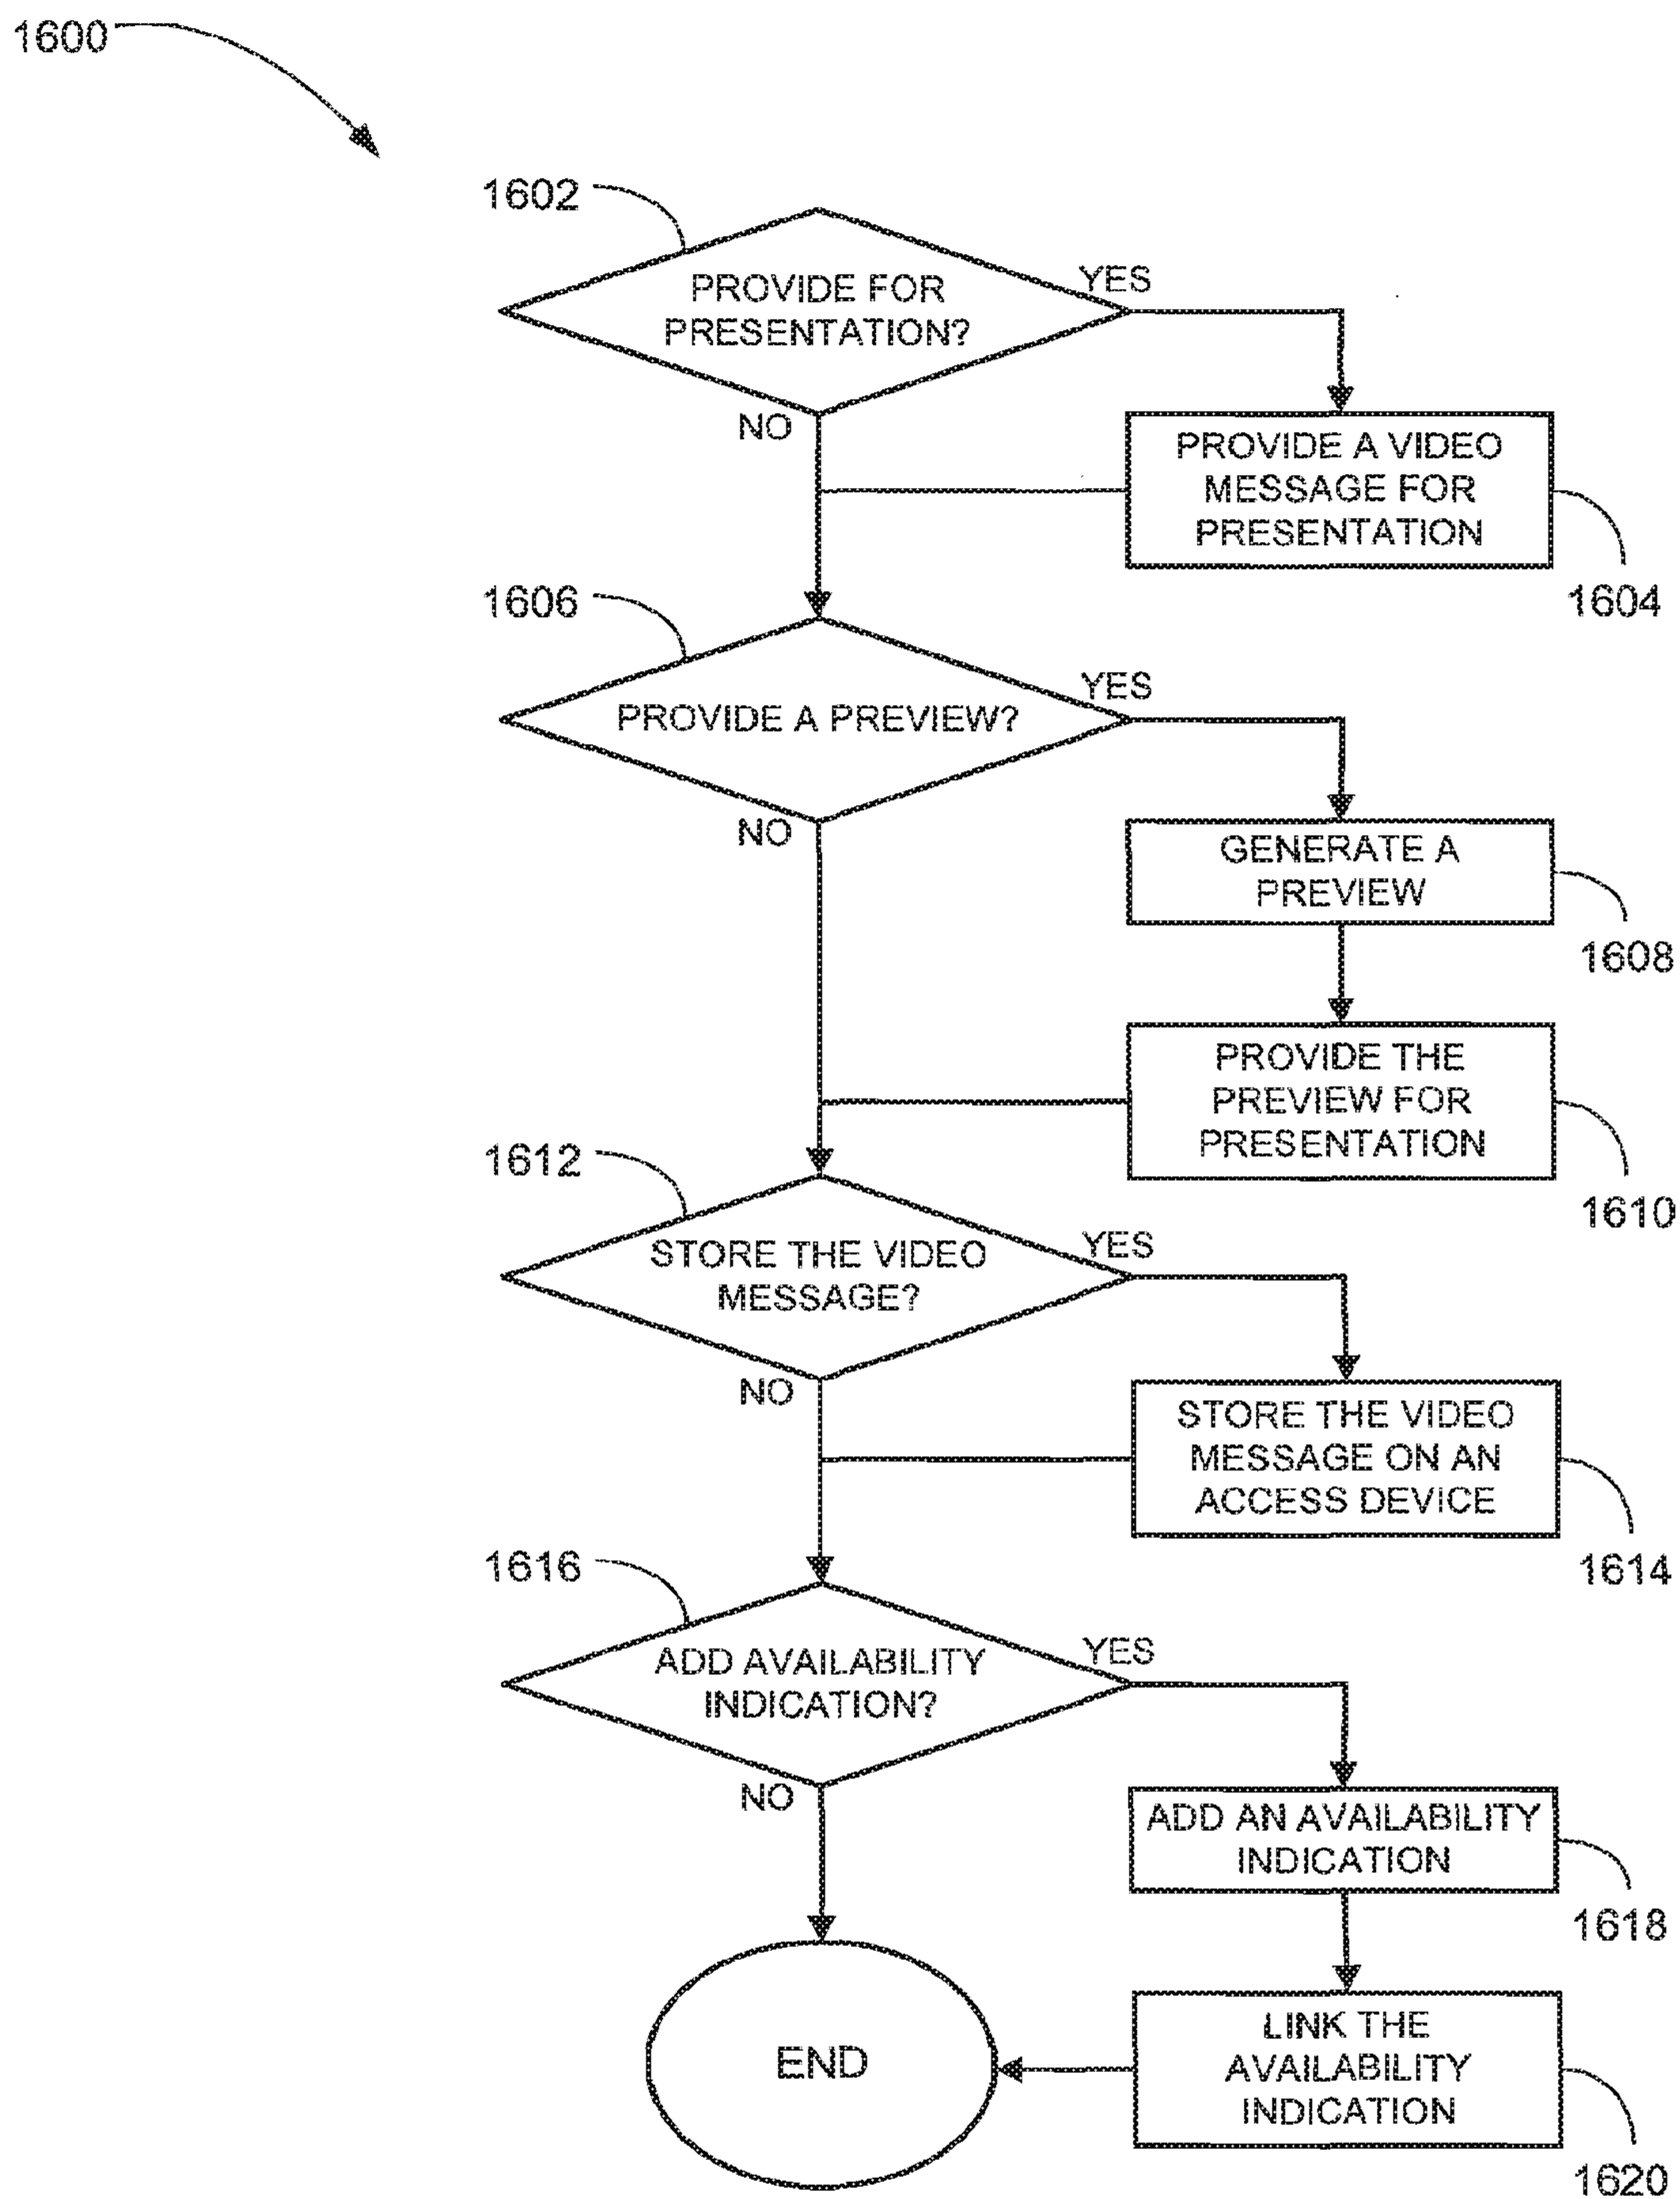 1600
1602
PROVIDE FOR
PRESENTATION?
YES
NO
PROVIDE A VIDEO
MESSAGE FOR
PRESENTATION
1604
1606
PROVIDE A PREVIEW?
YES
NO
GENERATE A
PREVIEW
1608
PROVIDE THE
PREVIEW FOR
PRESENTATION
1610
1612
STORE THE VIDEO
MESSAGE?
YES
NO
STORE THE VIDEO
MESSAGE ON AN
ACCESS DEVICE
1614
1616
ADD AVAILABILITY
INDICATION?
YES
NO
ADD AN AVAILABILITY
INDICATION
1618
END
LINK THE
AVAILABILITY
INDICATION
1620